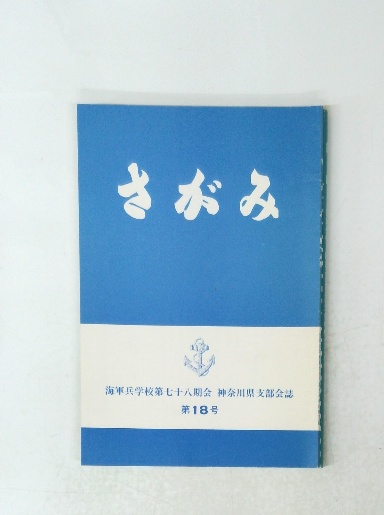 さがみ
海軍兵学校第七十八期会 神奈川県支部会誌
第18号